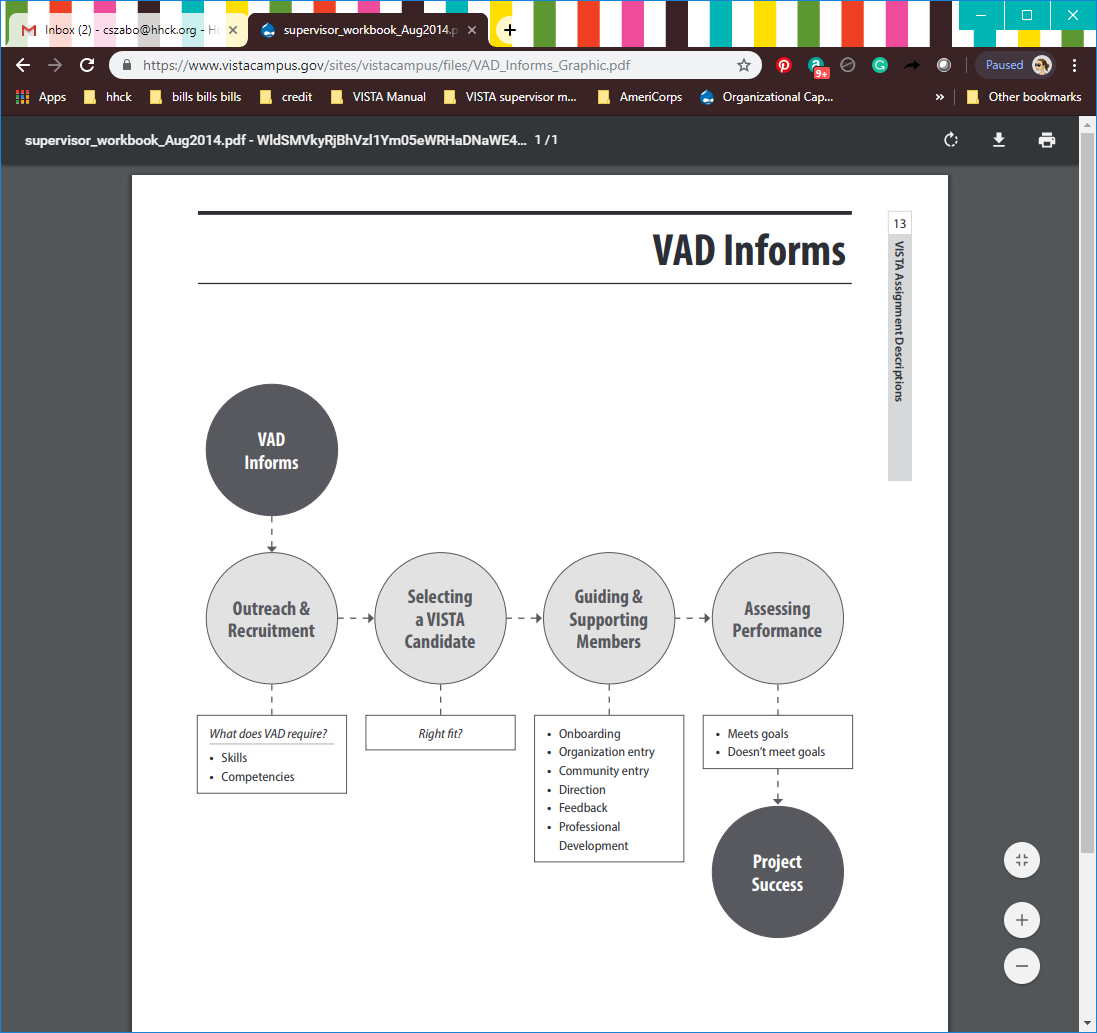 Inbox (2) - cszabo@hhck.org - H
supervisor_workbook_Aug2014.p
https://www.vistacampus.gov/sites/vistacampus/files/VAD_Informs_Graphic.pdf
9+
Paused
Apps
hhck
bills bills bills
credit
VISTA Manual
VISTA supervisor m...
AmeriCorps
Organizational Cap...
»
Other bookmarks
supervisor_workbook_Aug2014.pdf - WldSMVkyRjBhVzl1Ym05eWRHaDNaWE4... 1 / 1
13
VISTA Assignment Descriptions
VAD Informs
VAD
Informs
Outreach &
Recruitment
Selecting
a VISTA
Candidate
Guiding &
Supporting
Members
Assessing
Performance
What does VAD require?
• Skills
• Competencies
Right fit?
• Onboarding
• Organization entry
• Community entry
• Direction
• Feedback
• Professional
Development
• Meets goals
• Doesn't meet goals
Project
Success